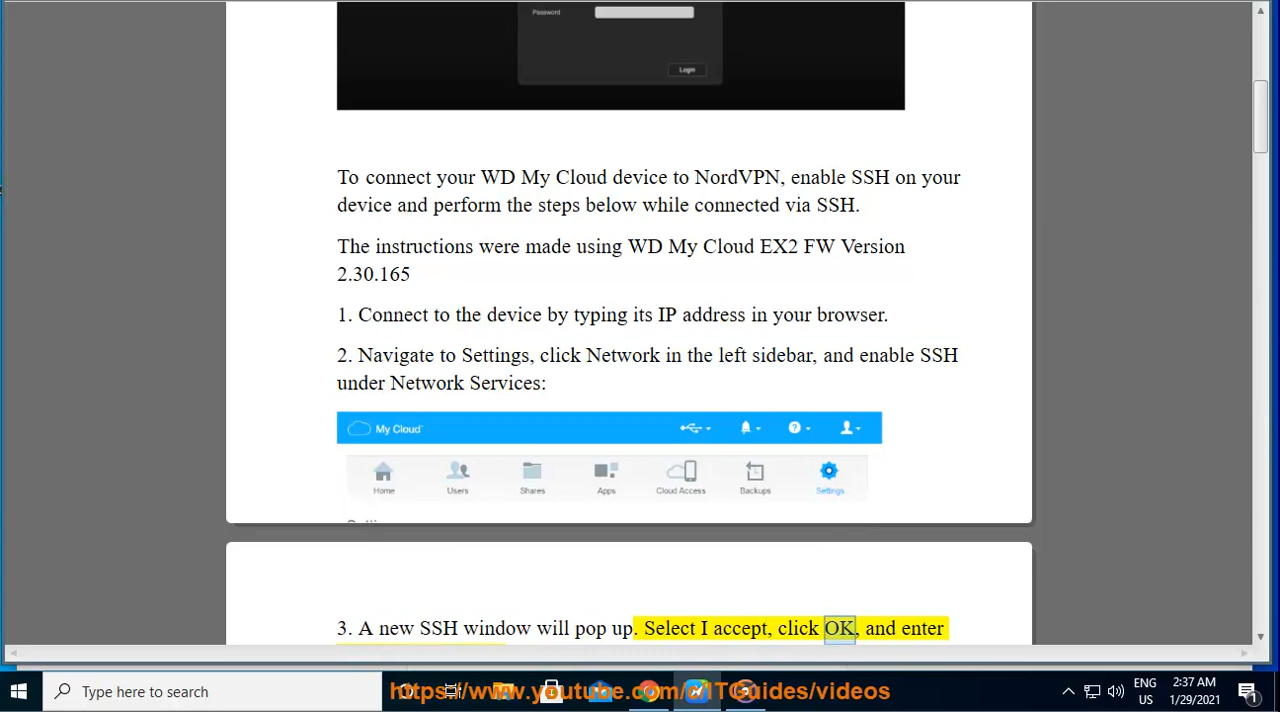 Password
Login
To connect your WD My Cloud device to NordVPN, enable SSH on your
device and perform the steps below while connected via SSH.
The instructions were made using WD My Cloud EX2 FW Version
2.30.165
1. Connect to the device by typing its IP address in your browser.
2. Navigate to Settings, click Network in the left sidebar, and enable SSH
under Network Services:
My Cloud
Home Users Shares Apps Cloud Access Backups Settings
3. A new SSH window will pop up. Select I accept, click OK, and enter
Type here to search
https://www.youtube.com/c/ITGuides/videos
ENG
US
2:37 AM
1/29/2021
1